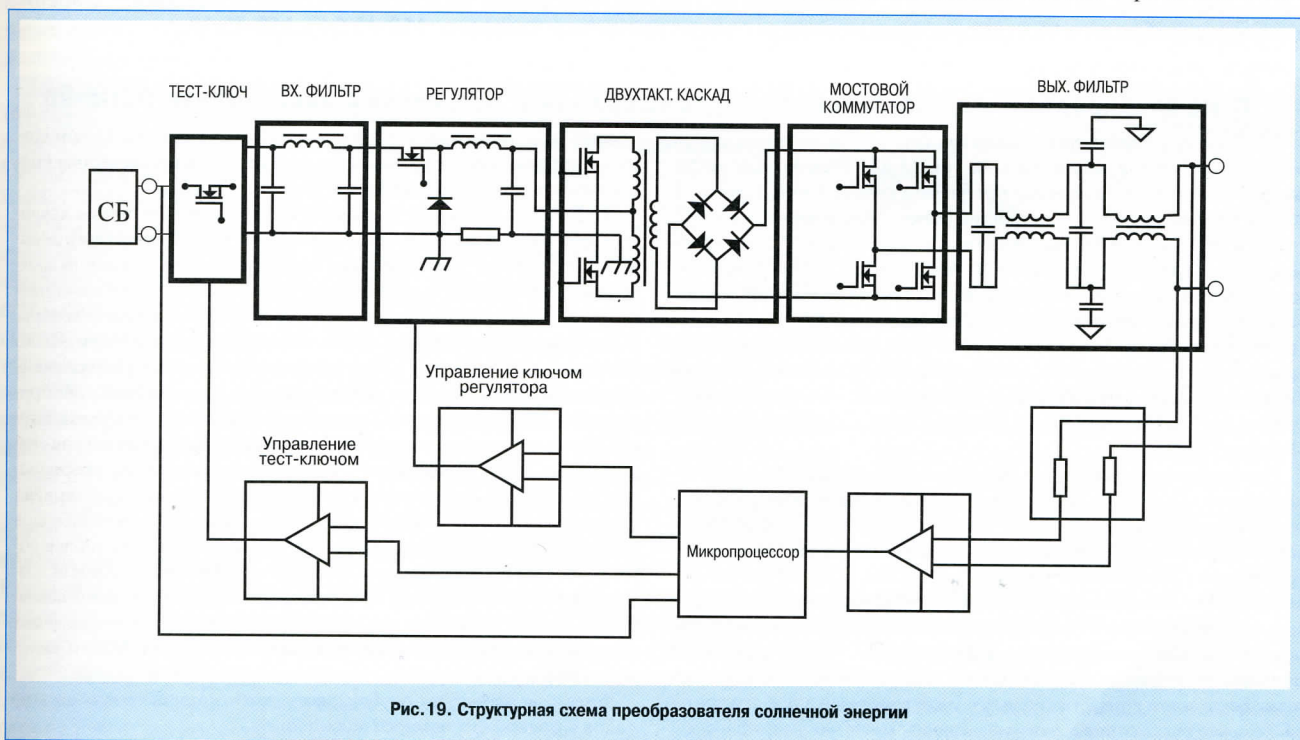 ТЕСТ-КЛЮЧ
ВХ. ФИЛЬТР
РЕГУЛЯТОР
ДВУХТАКТ. КАСКАД
МОСТОВОЙ
КОММУТАТОР
ВЫХ. ФИЛЬТР
СБ
Управление ключом
регулятора
Управление
тест-ключом
Микропроцессор
Рис.19. Структурная схема преобразователя солнечной энергии